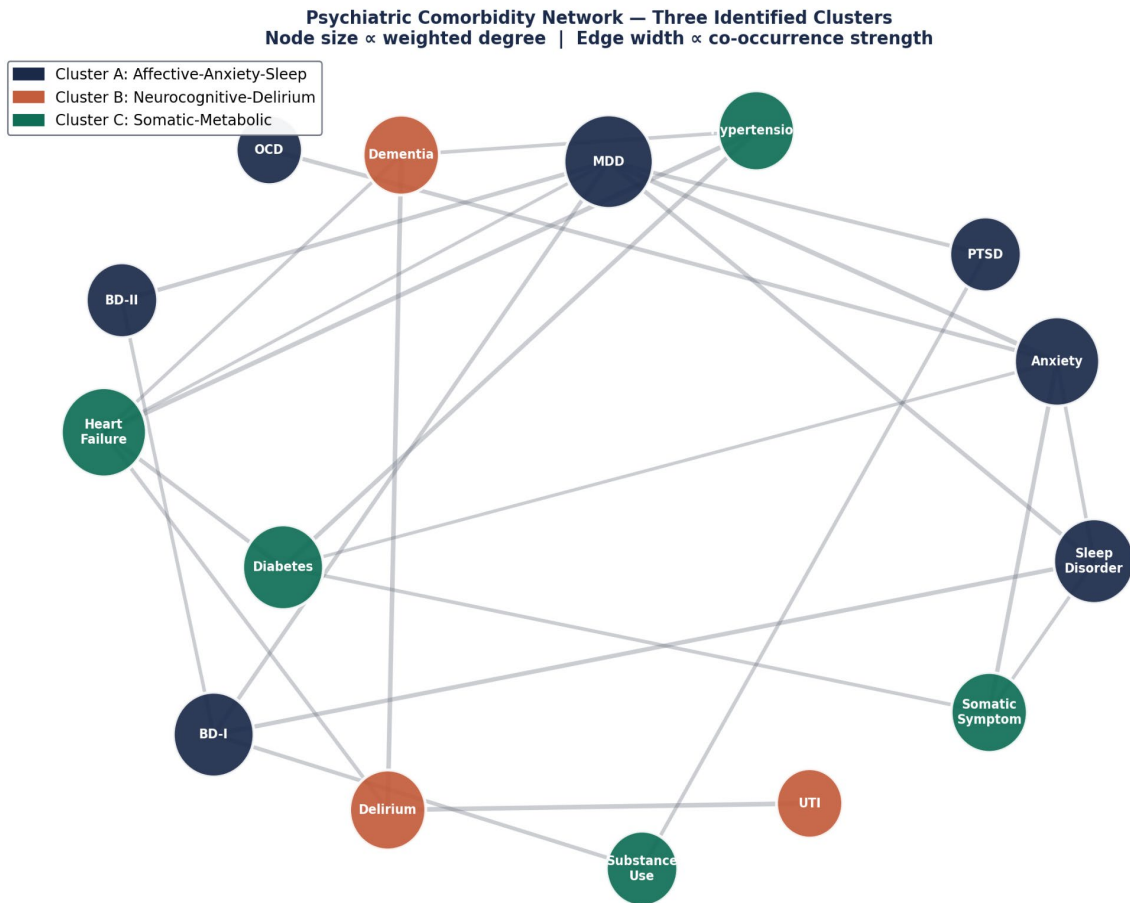 Psychiatric Comorbidity Network — Three Identified Clusters
Node size ∝ weighted degree | Edge width ∝ co-occurrence strength
Cluster A: Affective-Anxiety-Sleep
Cluster B: Neurocognitive-Delirium
Cluster C: Somatic-Metabolic
OCD
Dementia
MDD
Hypertension
PTSD
BD-II
Anxiety
Heart
Failure
Diabetes
Sleep
Disorder
Somatic
Symptom
BD-I
Delirium
UTI
Substance
Use